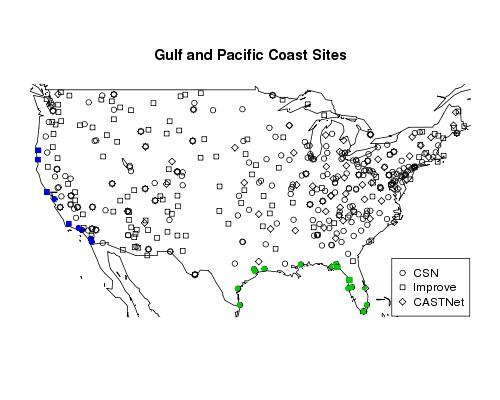 Gulf and Pacific Coast Sites
CSN
Improve
CASTNet